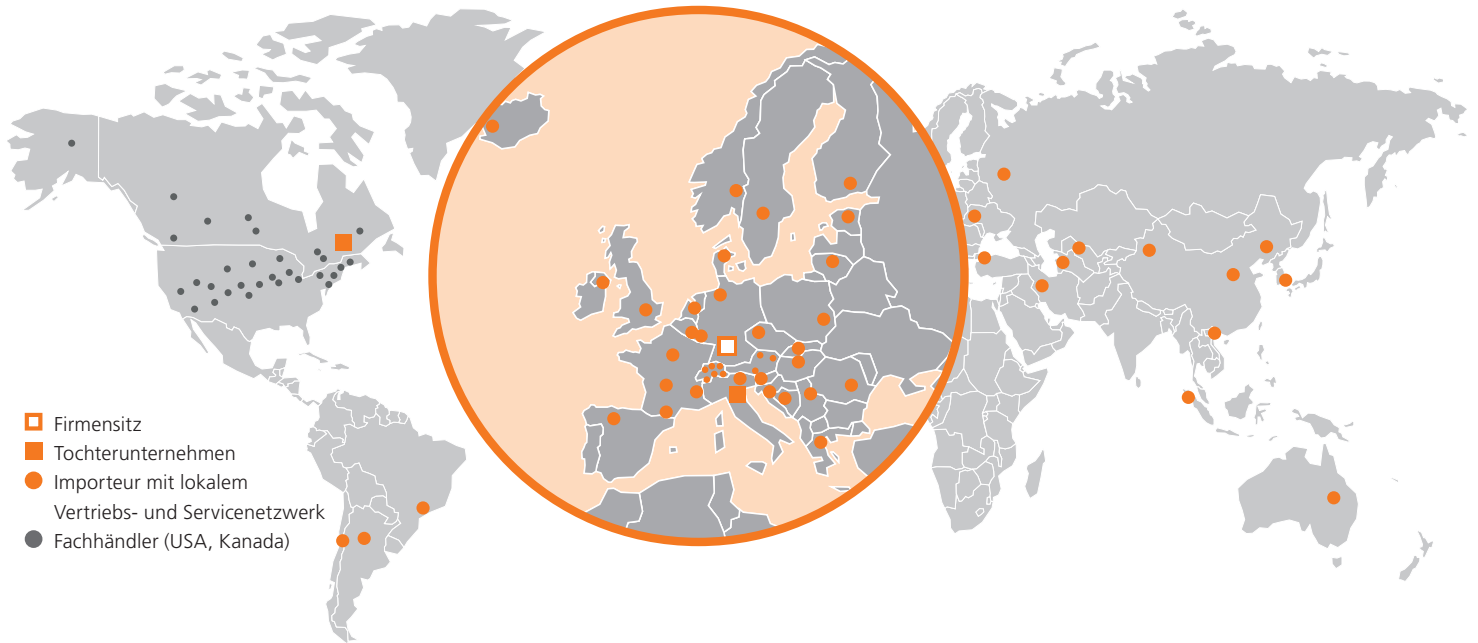 Firmensitz
Tochterunternehmen
Importeur mit lokalem
Vertriebs- und Servicenetzwerk
Fachhändler (USA, Kanada)